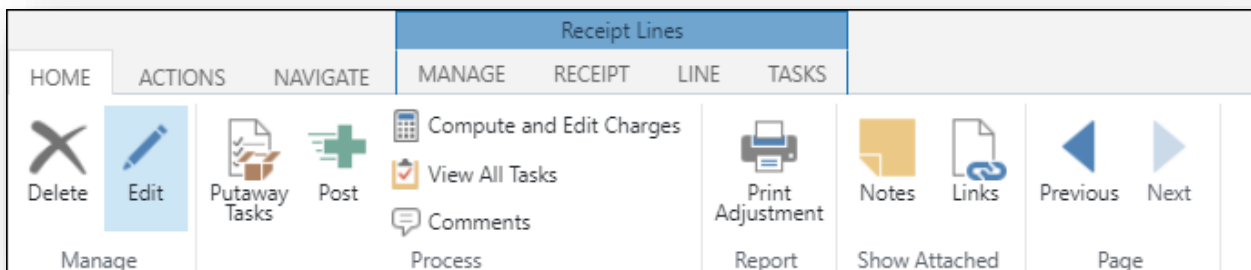 Receipt Lines
HOME ACTIONS NAVIGATE MANAGE RECEIPT LINE TASKS
Delete
Edit
Putaway
Tasks
Post
Compute and Edit Charges
View All Tasks
Comments
Print
Adjustment
Notes
Links
Previous
Next
Manage
Process
Report
Show Attached
Page